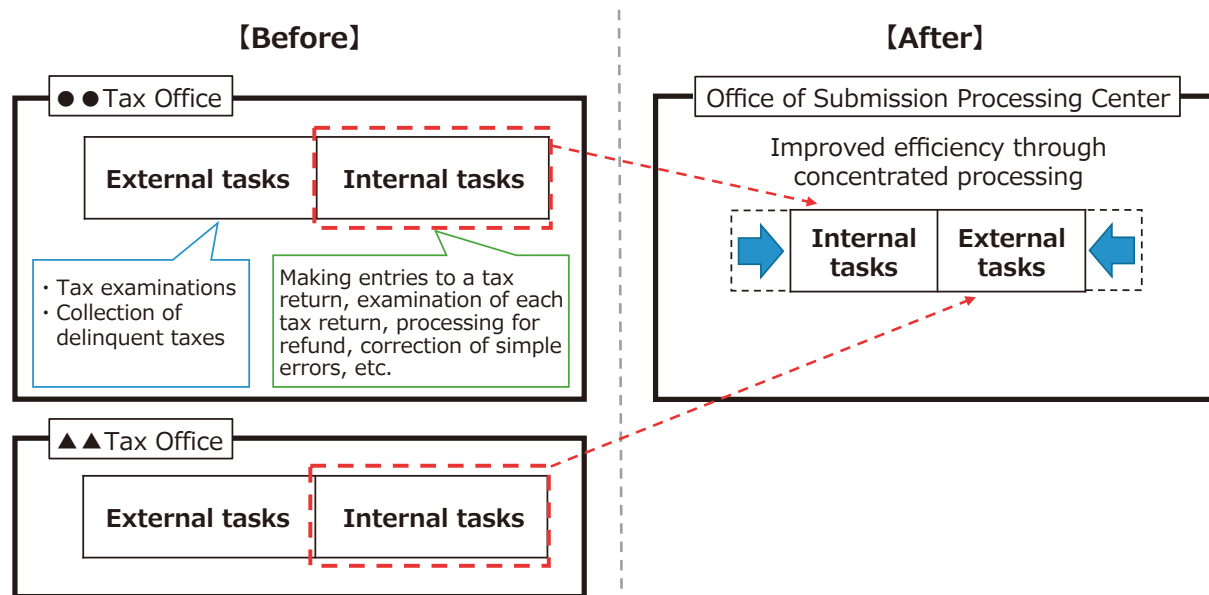 【Before】
●●Tax Office
External tasks
Internal tasks
・Tax examinations
・Collection of
delinquent taxes
Making entries to a tax
return, examination of each
tax return, processing for
refund, correction of simple
errors, etc.
▲▲Tax Office
External tasks
Internal tasks
【After】
Office of Submission Processing Center
Improved efficiency through
concentrated processing
Internal
tasks
External
tasks